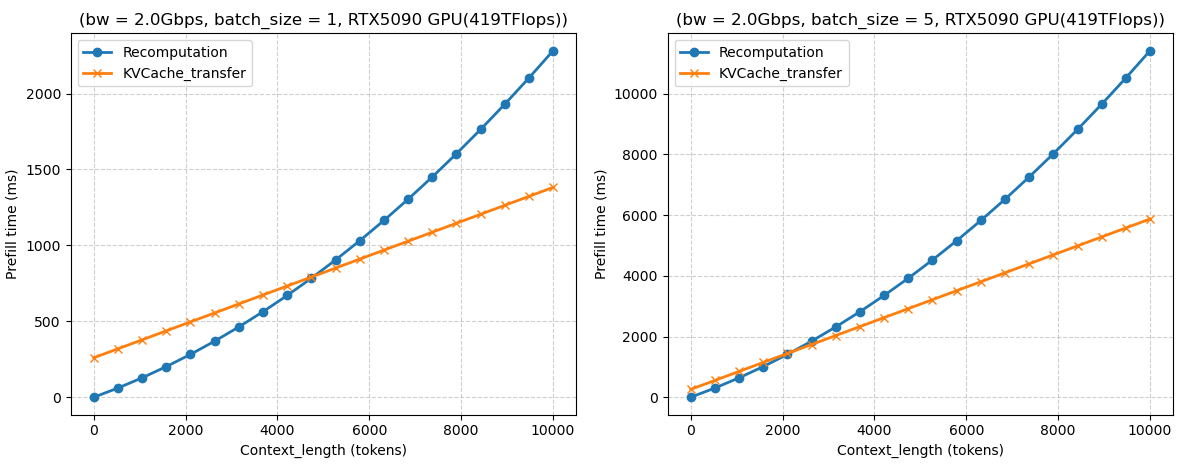 (bw = 2.0Gbps, batch_size = 1, RTX5090 GPU(419TFlops))
Recomputation
KVCache_transfer
Prefill time (ms)
2000
1500
1000
500
0
0 2000 4000 6000 8000 10000
Context_length (tokens)
(bw = 2.0Gbps, batch_size = 5, RTX5090 GPU(419TFlops))
Recomputation
KVCache_transfer
Prefill time (ms)
10000
8000
6000
4000
2000
0
0 2000 4000 6000 8000 10000
Context_length (tokens)